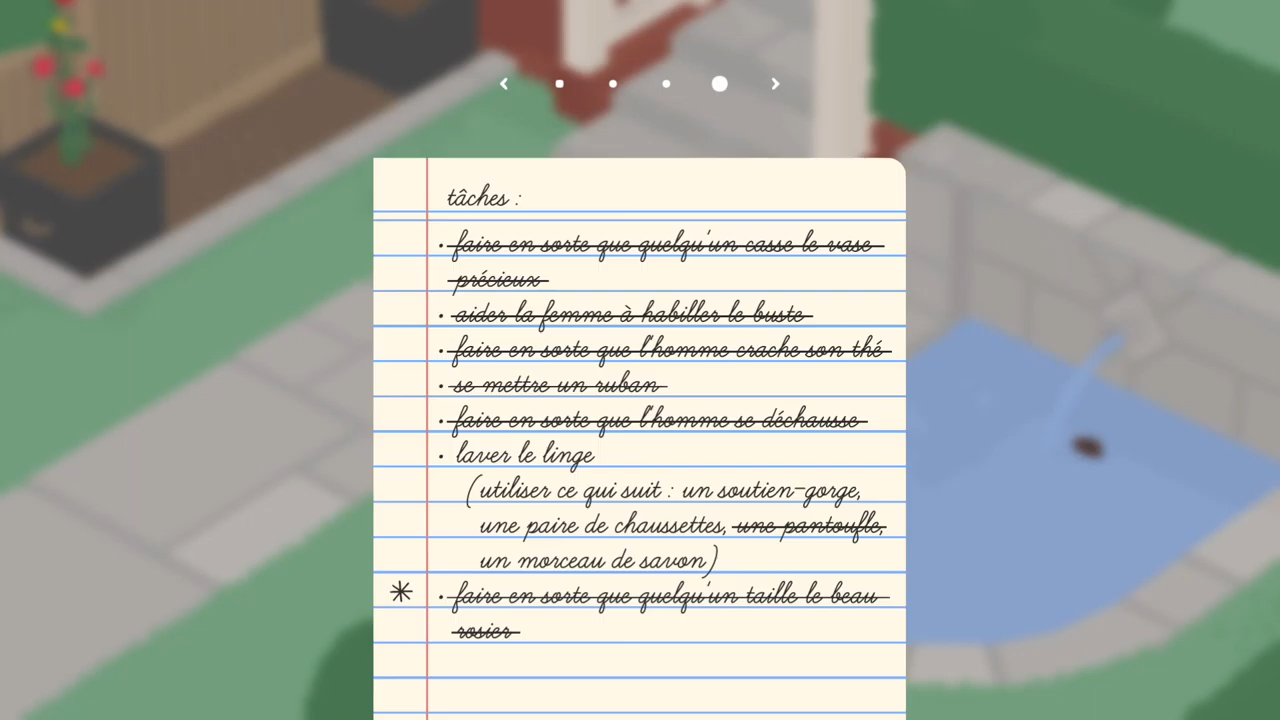 tâches :
• faire en sorte que quelqu'un casse le vase
précieux
• aider la femme à habiller le buste
• faire en sorte que l'homme crache son thé
• se mettre un ruban
• faire en sorte que l'homme se déchausse
• laver le linge
(utiliser ce qui suit : un soutien-gorge,
une paire de chaussettes, une pantoufle,
un morceau de savon)
• faire en sorte que quelqu'un taille le beau
rosier